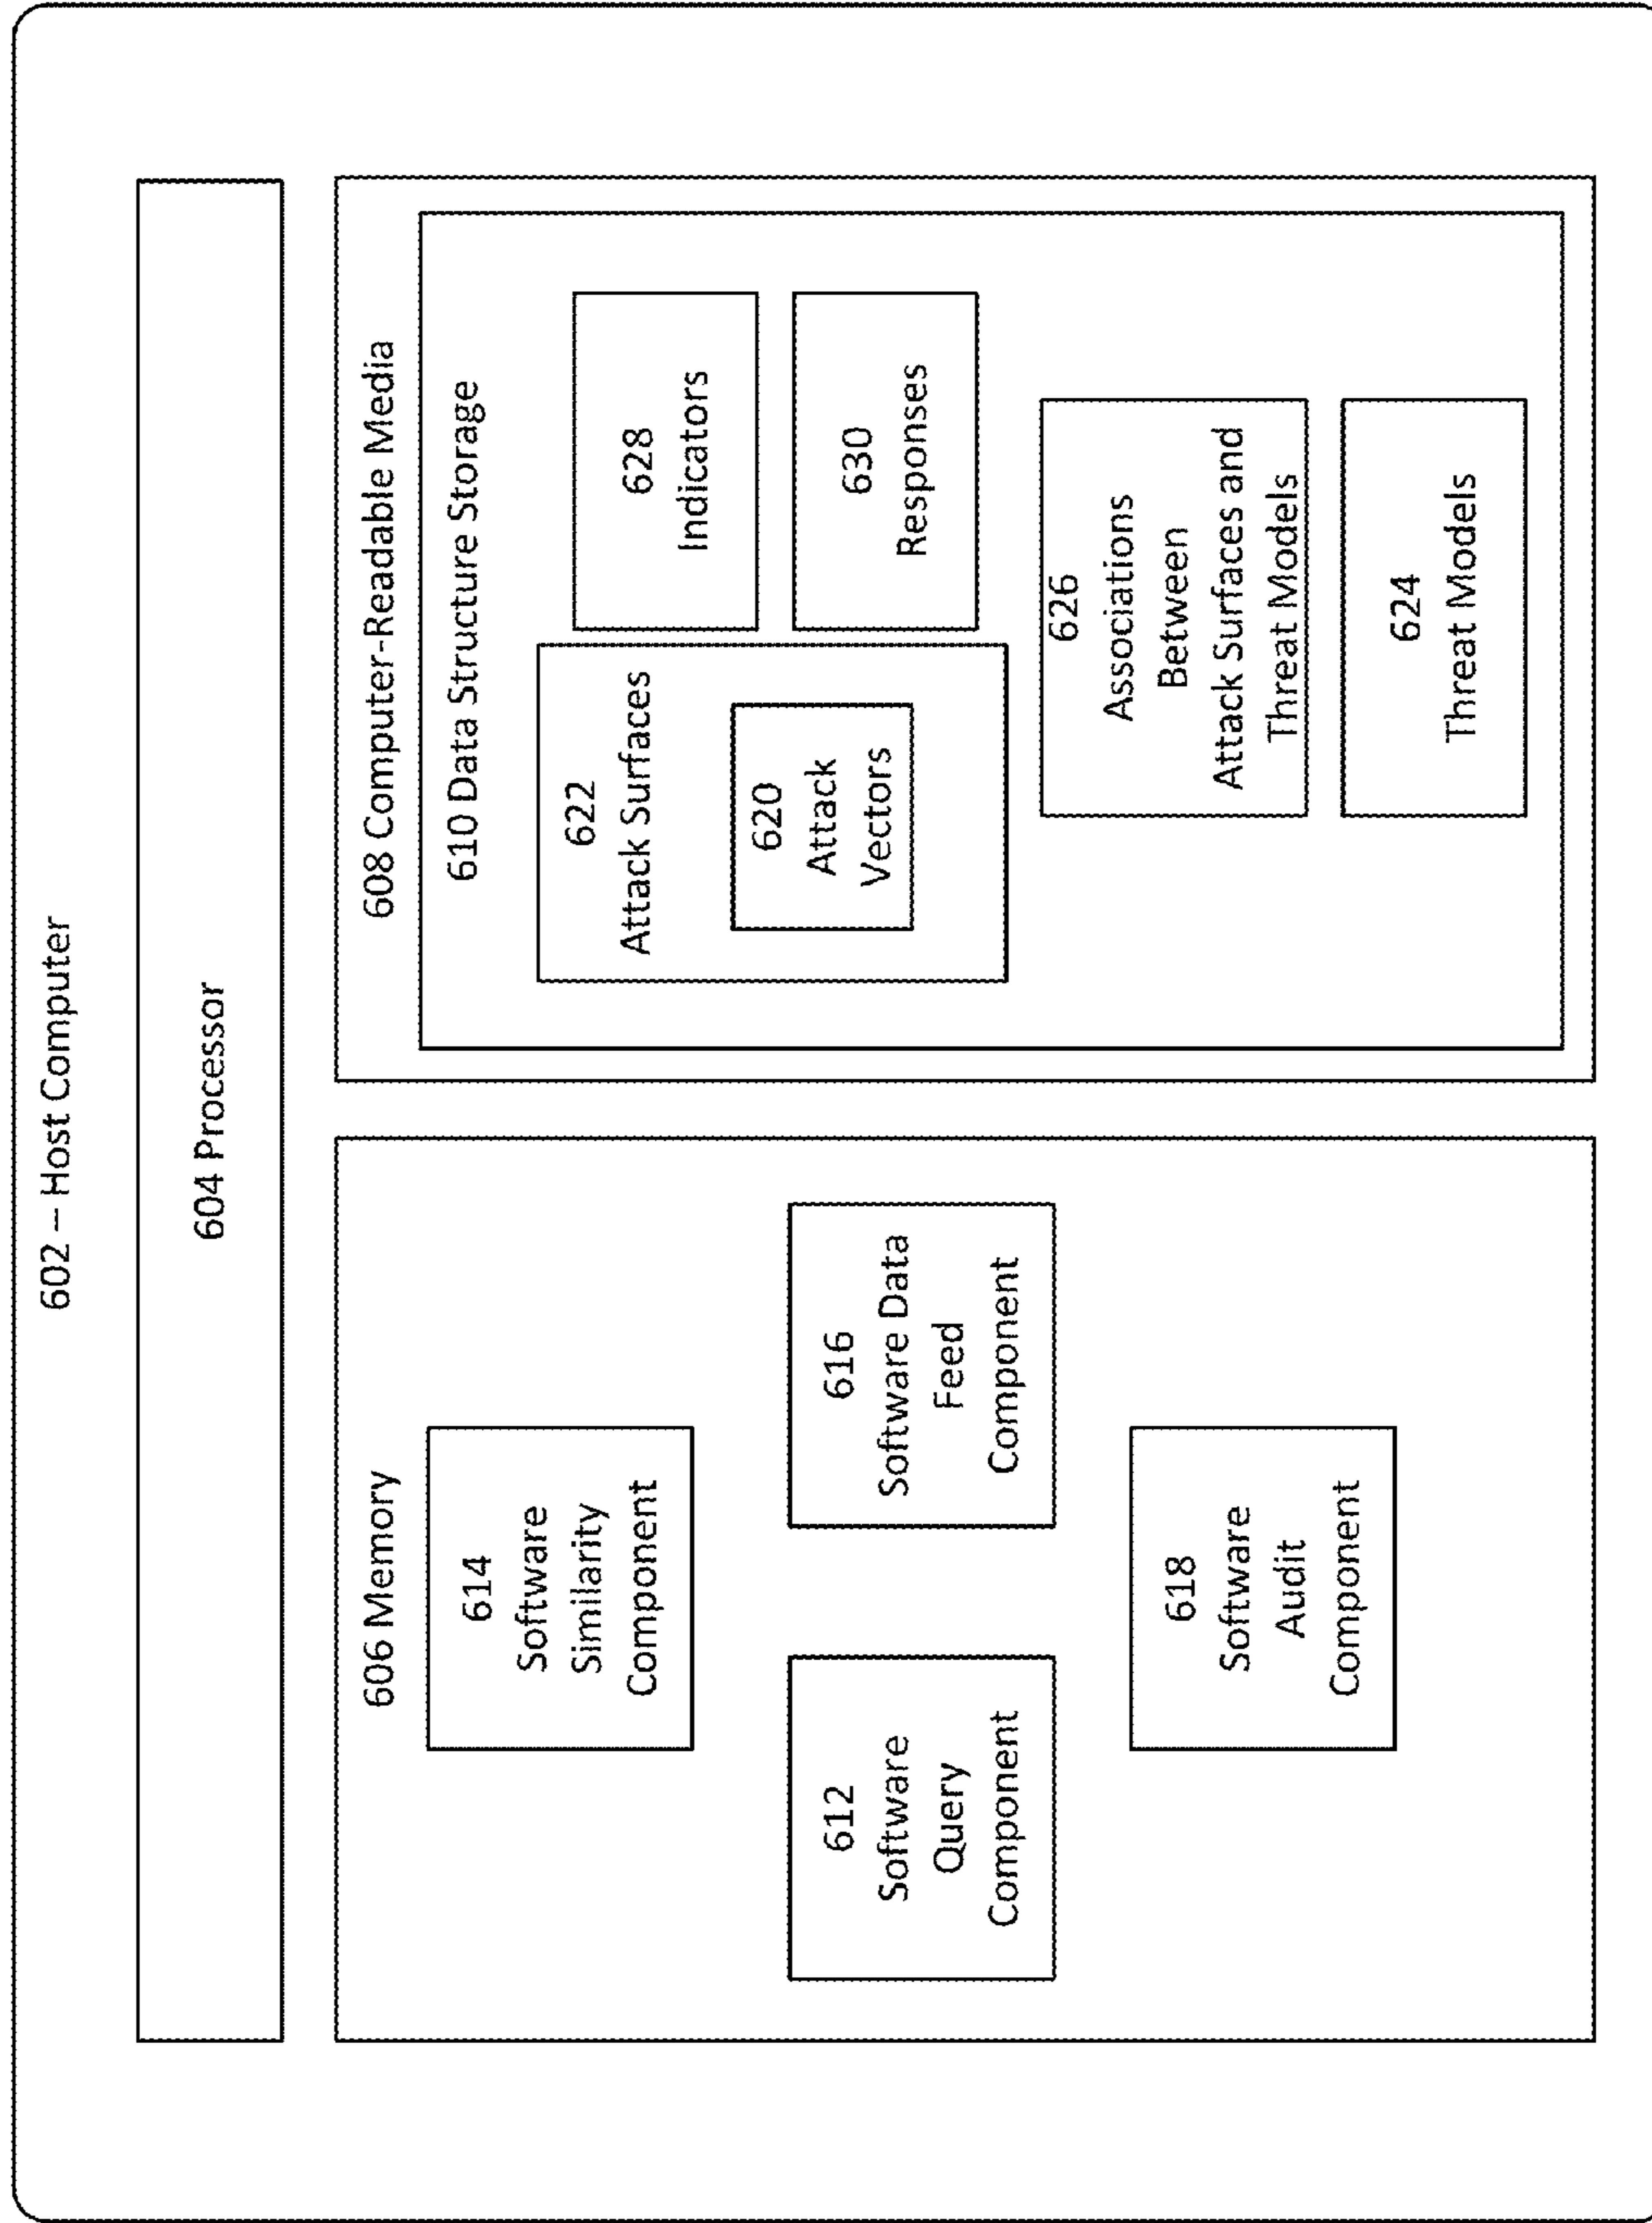 602 – Host Computer
604 Processor
606 Memory
614
Software
Similarity
Component
612
Software
Query
Component
616
Software Data
Feed
Component
618
Software
Audit
Component
608 Computer-Readable Media
610 Data Structure Storage
622
Attack Surfaces
620
Attack
Vectors
628
Indicators
630
Responses
626
Associations
Between
Attack Surfaces and
Threat Models
624
Threat Models